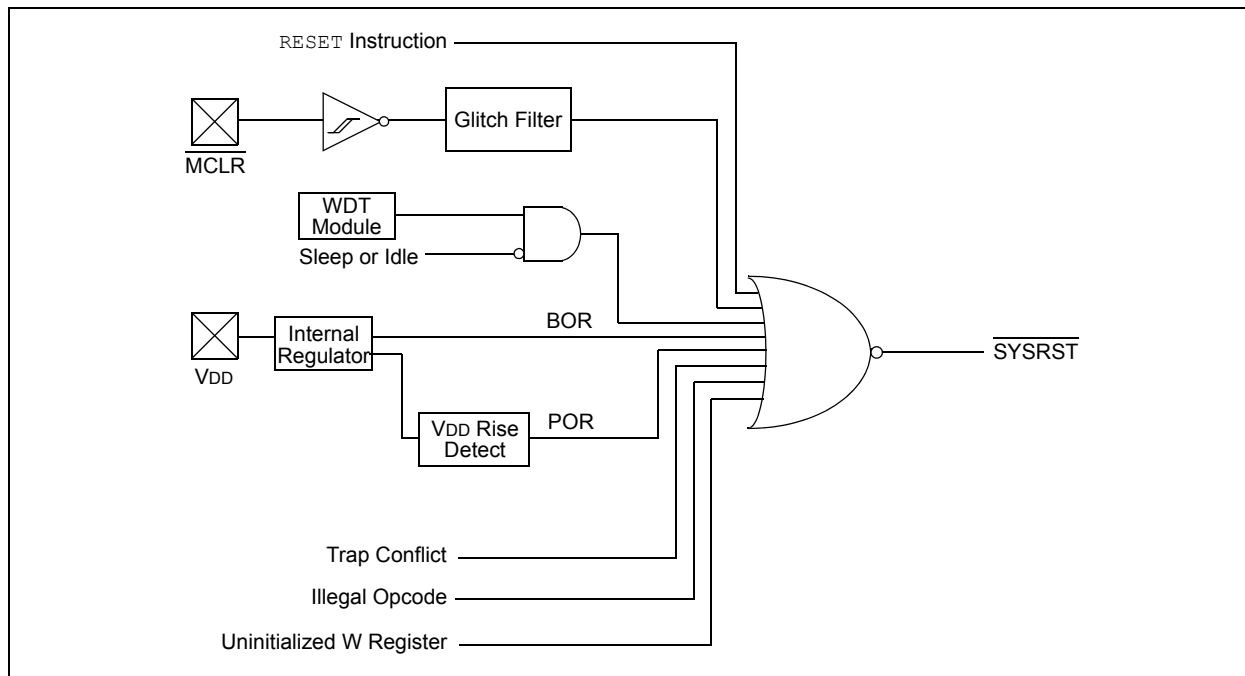 RESET Instruction
Glitch Filter
MCLR
WDT
Module
Sleep or Idle
BOR
Internal
Regulator
VDD
SYSRST
POR
VDD Rise
Detect
Trap Conflict
Illegal Opcode
Uninitialized W Register